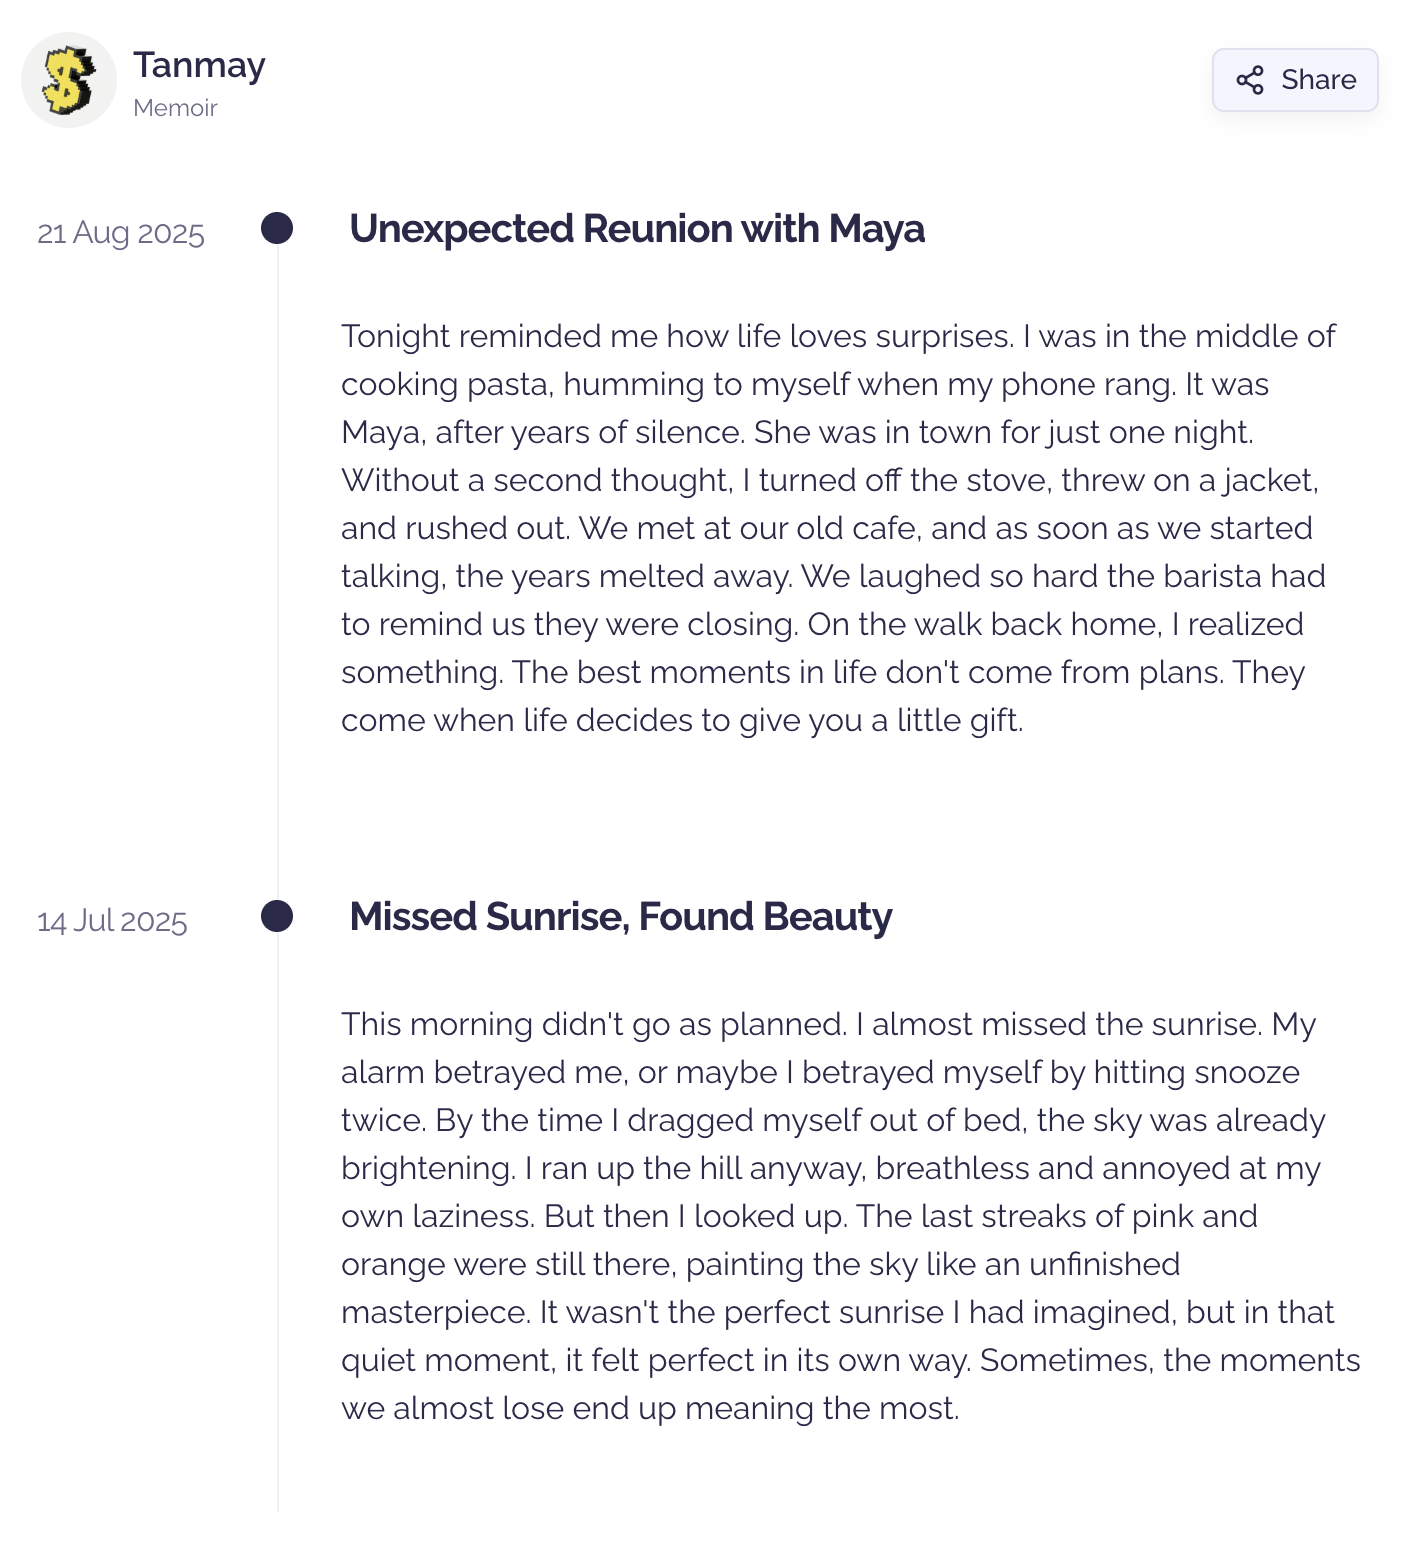 Tanmay
Memoir
Share
21 Aug 2025
Unexpected Reunion with Maya
Tonight reminded me how life loves surprises. I was in the middle of
cooking pasta, humming to myself when my phone rang. It was
Maya, after years of silence. She was in town for just one night.
Without a second thought, I turned off the stove, threw on a jacket,
and rushed out. We met at our old cafe, and as soon as we started
talking, the years melted away. We laughed so hard the barista had
to remind us they were closing. On the walk back home, I realized
something. The best moments in life don't come from plans. They
come when life decides to give you a little gift.
14 Jul 2025
Missed Sunrise, Found Beauty
This morning didn't go as planned. I almost missed the sunrise. My
alarm betrayed me, or maybe I betrayed myself by hitting snooze
twice. By the time I dragged myself out of bed, the sky was already
brightening. I ran up the hill anyway, breathless and annoyed at my
own laziness. But then I looked up. The last streaks of pink and
orange were still there, painting the sky like an unfinished
masterpiece. It wasn't the perfect sunrise I had imagined, but in that
quiet moment, it felt perfect in its own way. Sometimes, the moments
we almost lose end up meaning the most.